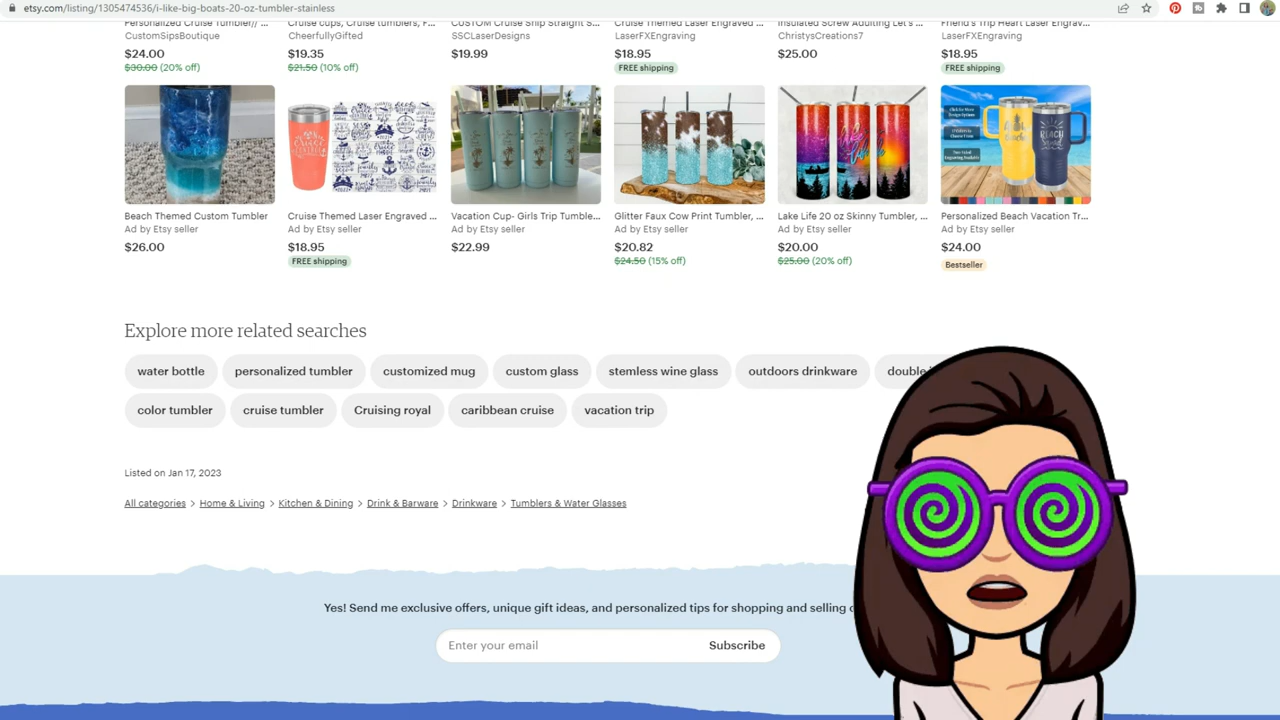 etsy.com/listing/1305474536/i-like-big-boats-20-oz-tumbler-stainless
Personalized Cruise Tumbler// ...
Cruise cups, Cruise tumblers, F...
CUSTOM Cruise Ship Straight S...
Cruise Themed Laser Engraved ...
Insulated Screw Adulting Let's ...
Friend's Trip Heart Laser Engrav...
CustomSipsBoutique
CheerfullyGifted
SSCLaserDesigns
LaserFXEngraving
ChristysCreations7
LaserFXEngraving
$24.00
$19.35
$19.99
$18.95
$25.00
$18.95
$30.00 (20% off)
$21.50 (10% off)
FREE shipping
FREE shipping
Beach Themed Custom Tumbler
Cruise Themed Laser Engraved ...
Vacation Cup- Girls Trip Tumble...
Glitter Faux Cow Print Tumbler, ...
Lake Life 20 oz Skinny Tumbler, ...
Personalized Beach Vacation Tr...
Ad by Etsy seller
Ad by Etsy seller
Ad by Etsy seller
Ad by Etsy seller
Ad by Etsy seller
Ad by Etsy seller
$26.00
$18.95
$22.99
$20.82
$20.00
$24.00
FREE shipping
$24.50 (15% off)
$25.00 (20% off)
Bestseller
Explore more related searches
water bottle
personalized tumbler
customized mug
custom glass
stemless wine glass
outdoors drinkware
double
color tumbler
cruise tumbler
Cruising royal
caribbean cruise
vacation trip
Listed on Jan 17, 2023
All categories > Home & Living > Kitchen & Dining > Drink & Barware > Drinkware > Tumblers & Water Glasses
Yes! Send me exclusive offers, unique gift ideas, and personalized tips for shopping and selling
Enter your email
Subscribe